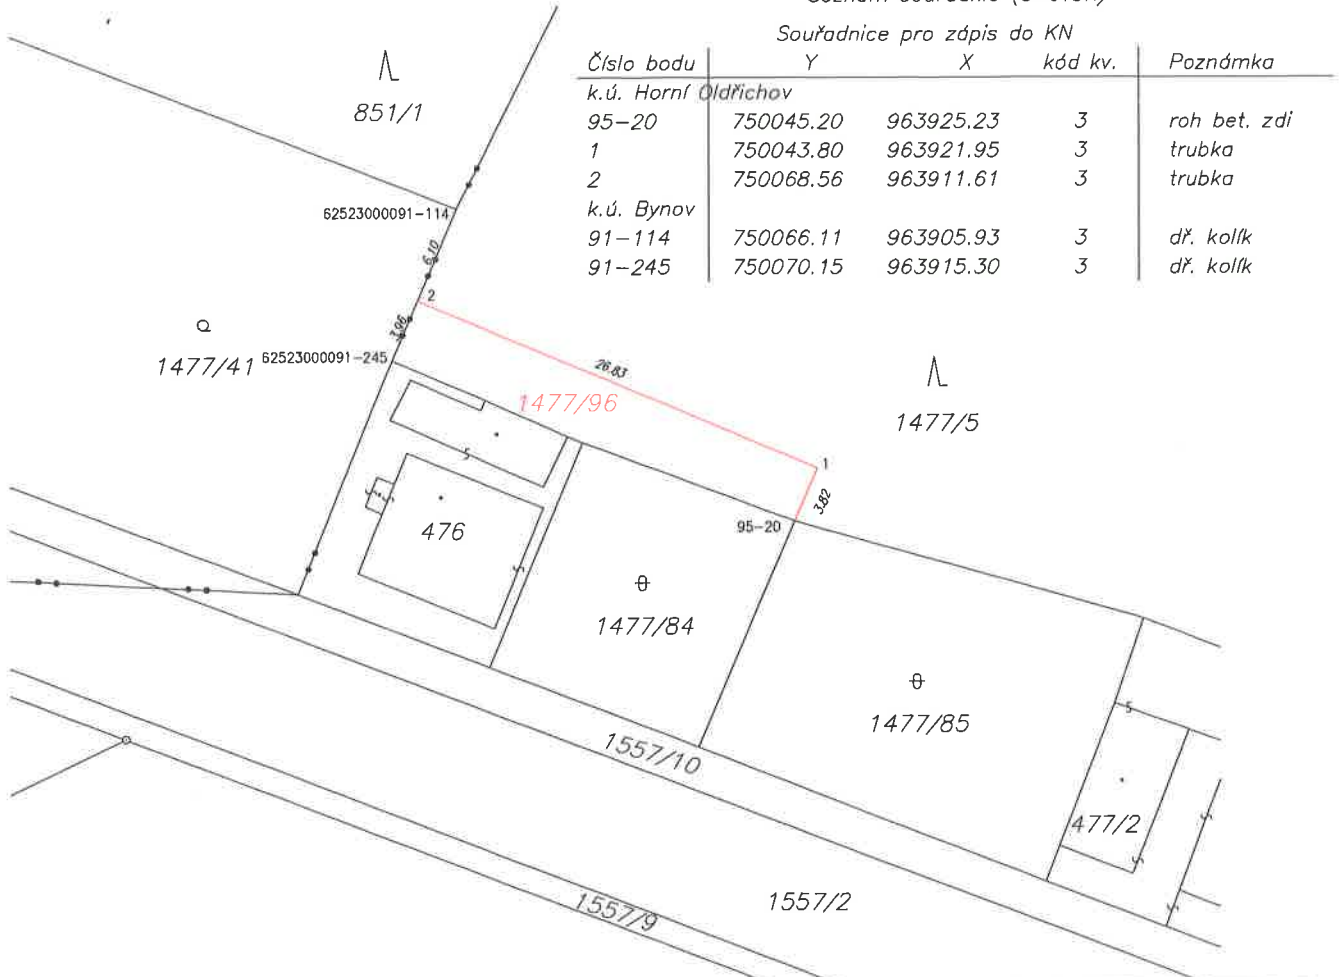 Souřadnice pro zápis do KN
Číslo bodu Y X kód kv. Poznámka
k.ú. Horní Oldřichov
95-20 750045.20 963925.23 3 roh bet. zdi
1 750043.80 963921.95 3 trubka
2 750068.56 963911.61 3 trubka
k.ú. Bynov
91-114 750066.11 963905.93 3 dř. kolík
91-245 750070.15 963915.30 3 dř. kolík
851/1
62523000091-114
6.10
2
3.96
1477/41
62523000091-245
26.83
1477/96
1477/5
1
3.82
95-20
476
1477/84
1477/85
1557/10
477/2
1557/2
1557/9